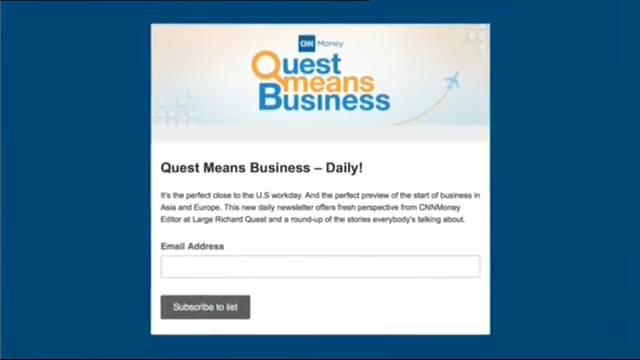 CNN Money
Quest
means
Business
Quest Means Business – Daily!
It's the perfect close to the U.S workday. And the perfect preview of the start of business in
Asia and Europe. This new daily newsletter offers fresh perspective from CNNMoney
Editor at Large Richard Quest and a round-up of the stories everybody's talking about.
Email Address
Subscribe to list